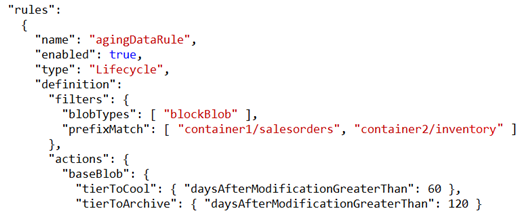 "rules":
{
"name": "agingDataRule",
"enabled": true,
"type": "Lifecycle",
"definition":
"filters": {
"blobTypes": [ "blockBlob" ],
"prefixMatch": [ "container1/salesorders", "container2/inventory" ]
},
"actions": {
"baseBlob": {
"tierToCool": { "daysAfterModificationGreaterThan": 60 },
"tierToArchive": { "daysAfterModificationGreaterThan": 120 }